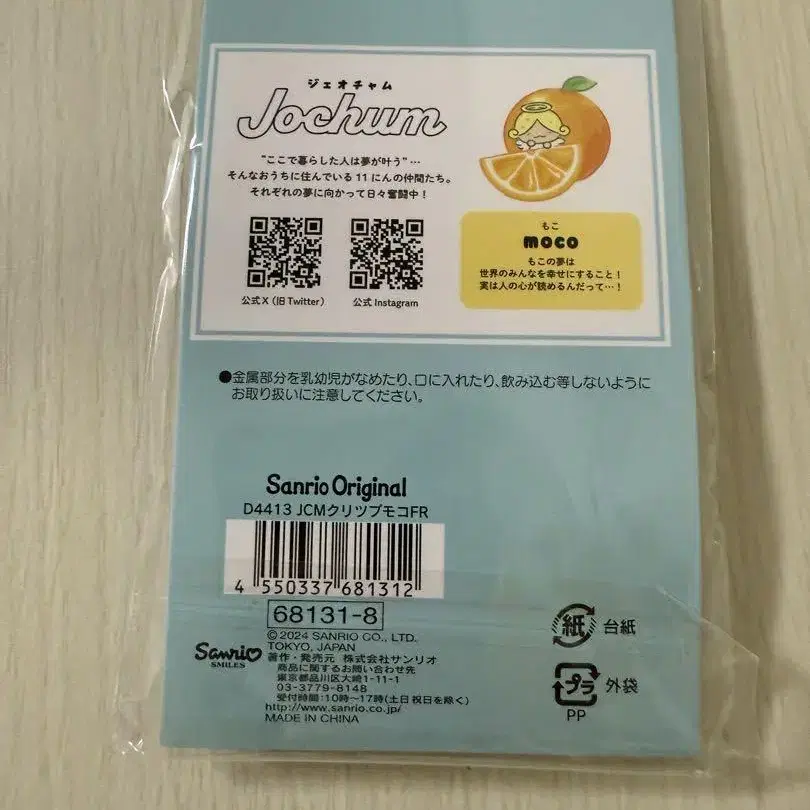 ジェオチャム
Jochum
"ここで暮らした人は夢が叶う"…
そんなおうちに住んでいる11にんの仲間たち。
それぞれの夢に向かって日々奮闘中！
公式X（旧Twitter）
公式Instagram
もこ
moco
もこの夢は
世界のみんなを幸せにすること！
実は人の心が読めるんだって…！
●金属部分を乳幼児がなめたり、口に入れたり、飲み込む等しないように
お取り扱いに注意してください。
Sanrio Original
D4413 JCMクリツプモコFR
4 550337 681312
68131-8
©2024 SANRIO CO., LTD.
TOKYO, JAPAN
著作・発売元 株式会社サンリオ
商品に関するお問い合わせ先
東京都品川区大崎1-11-1
03-3779-8148
受付時間：10時〜17時(土日祝日を除く)
http://www.sanrio.co.jp/
MADE IN CHINA
Sanrio
SMILES
紙 台紙
プラ 外袋
PP